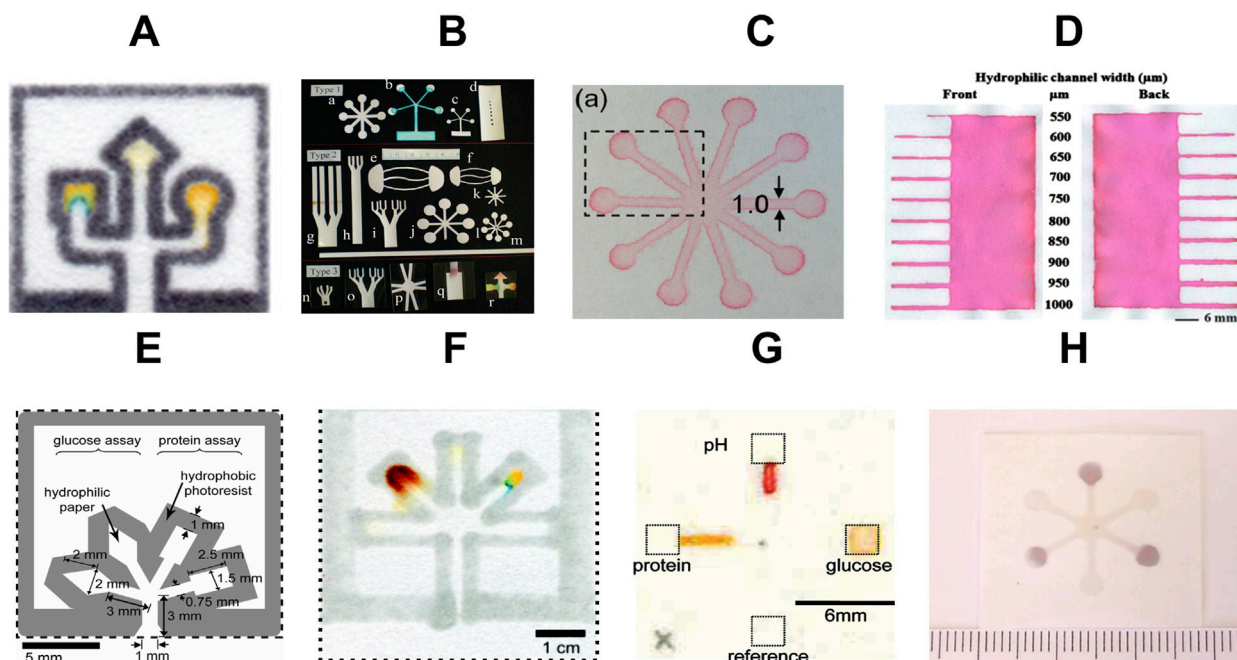 A
B
C
D
Type 1
a
b
c
d
Type 2
e
f
g
h
i
j
k
l
m
Type 3
n
o
p
q
r
(a)
1.0
Hydrophilic channel width (µm)
Front
µm
Back
550
600
650
700
750
800
850
900
950
1000
6 mm
E
F
G
H
glucose assay
protein assay
hydrophilic
paper
hydrophobic
photoresist
1 mm
2 mm
2.5 mm
2 mm
1.5 mm
3 mm
0.75 mm
3 mm
5 mm
1 mm
1 cm
pH
protein
glucose
6mm
reference